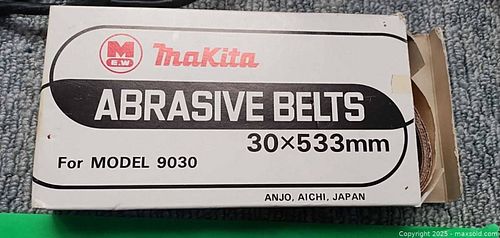 M
E.W
makita
ABRASIVE BELTS
30×533mm
For MODEL 9030
ANJO, AICHI, JAPAN
Copyright © 2025 - maxsold.com